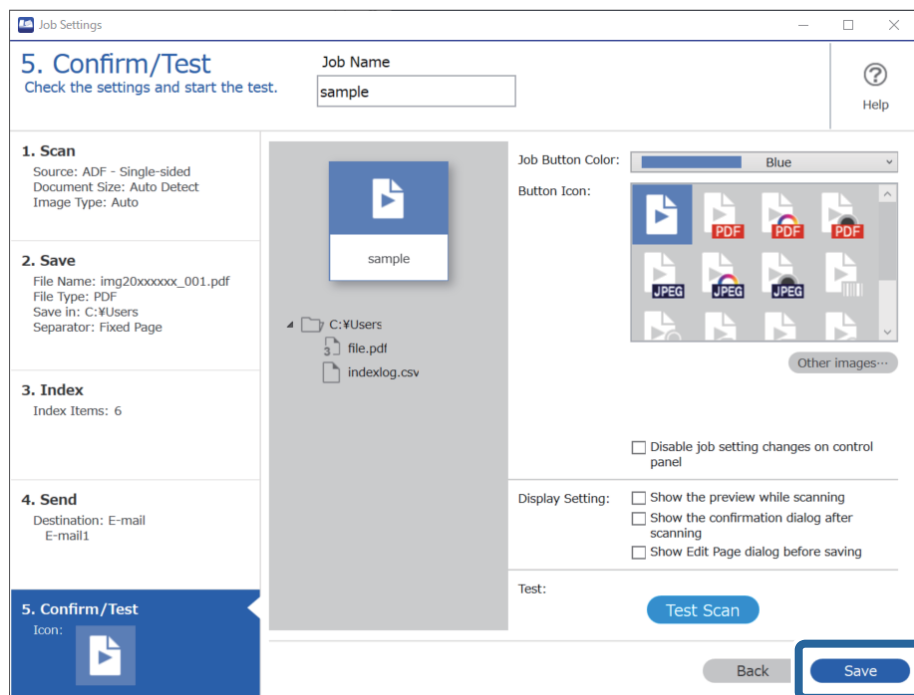 Job Settings
5. Confirm/Test
Check the settings and start the test.
Job Name
sample
Help
1. Scan
Source: ADF - Single-sided
Document Size: Auto Detect
Image Type: Auto
2. Save
File Name: img20xxxxxx_001.pdf
File Type: PDF
Save in: C:¥Users
Separator: Fixed Page
3. Index
Index Items: 6
4. Send
Destination: E-mail
E-mail1
5. Confirm/Test
Icon:
sample
C:¥Users
3 file.pdf
indexlog.csv
Job Button Color:
Blue
Button Icon:
PDF PDF PDF
JPEG JPEG JPEG
Other images···
Disable job setting changes on control
panel
Display Setting:
Show the preview while scanning
Show the confirmation dialog after
scanning
Show Edit Page dialog before saving
Test:
Test Scan
Back
Save